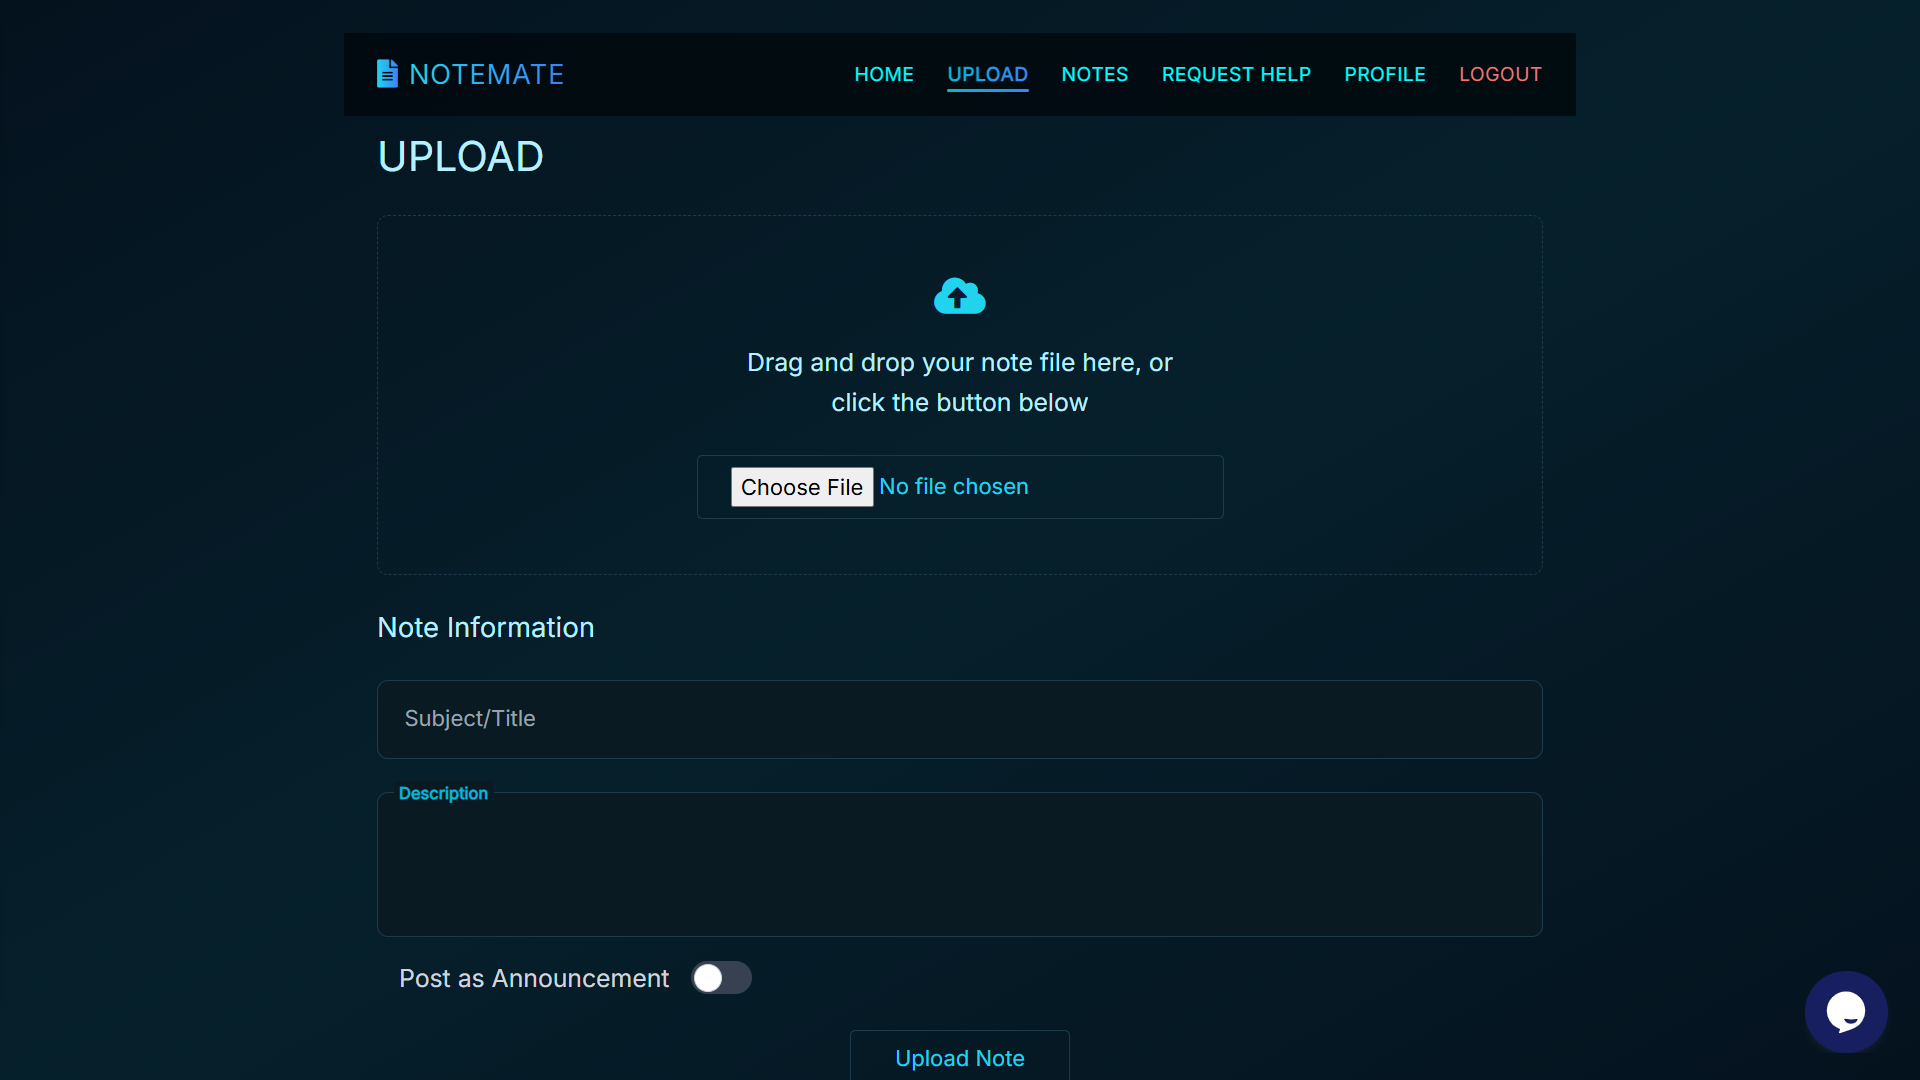 NOTEMATE
HOME UPLOAD NOTES REQUEST HELP PROFILE LOGOUT
UPLOAD
Drag and drop your note file here, or
click the button below
Choose File No file chosen
Note Information
Subject/Title
Description
Post as Announcement
Upload Note